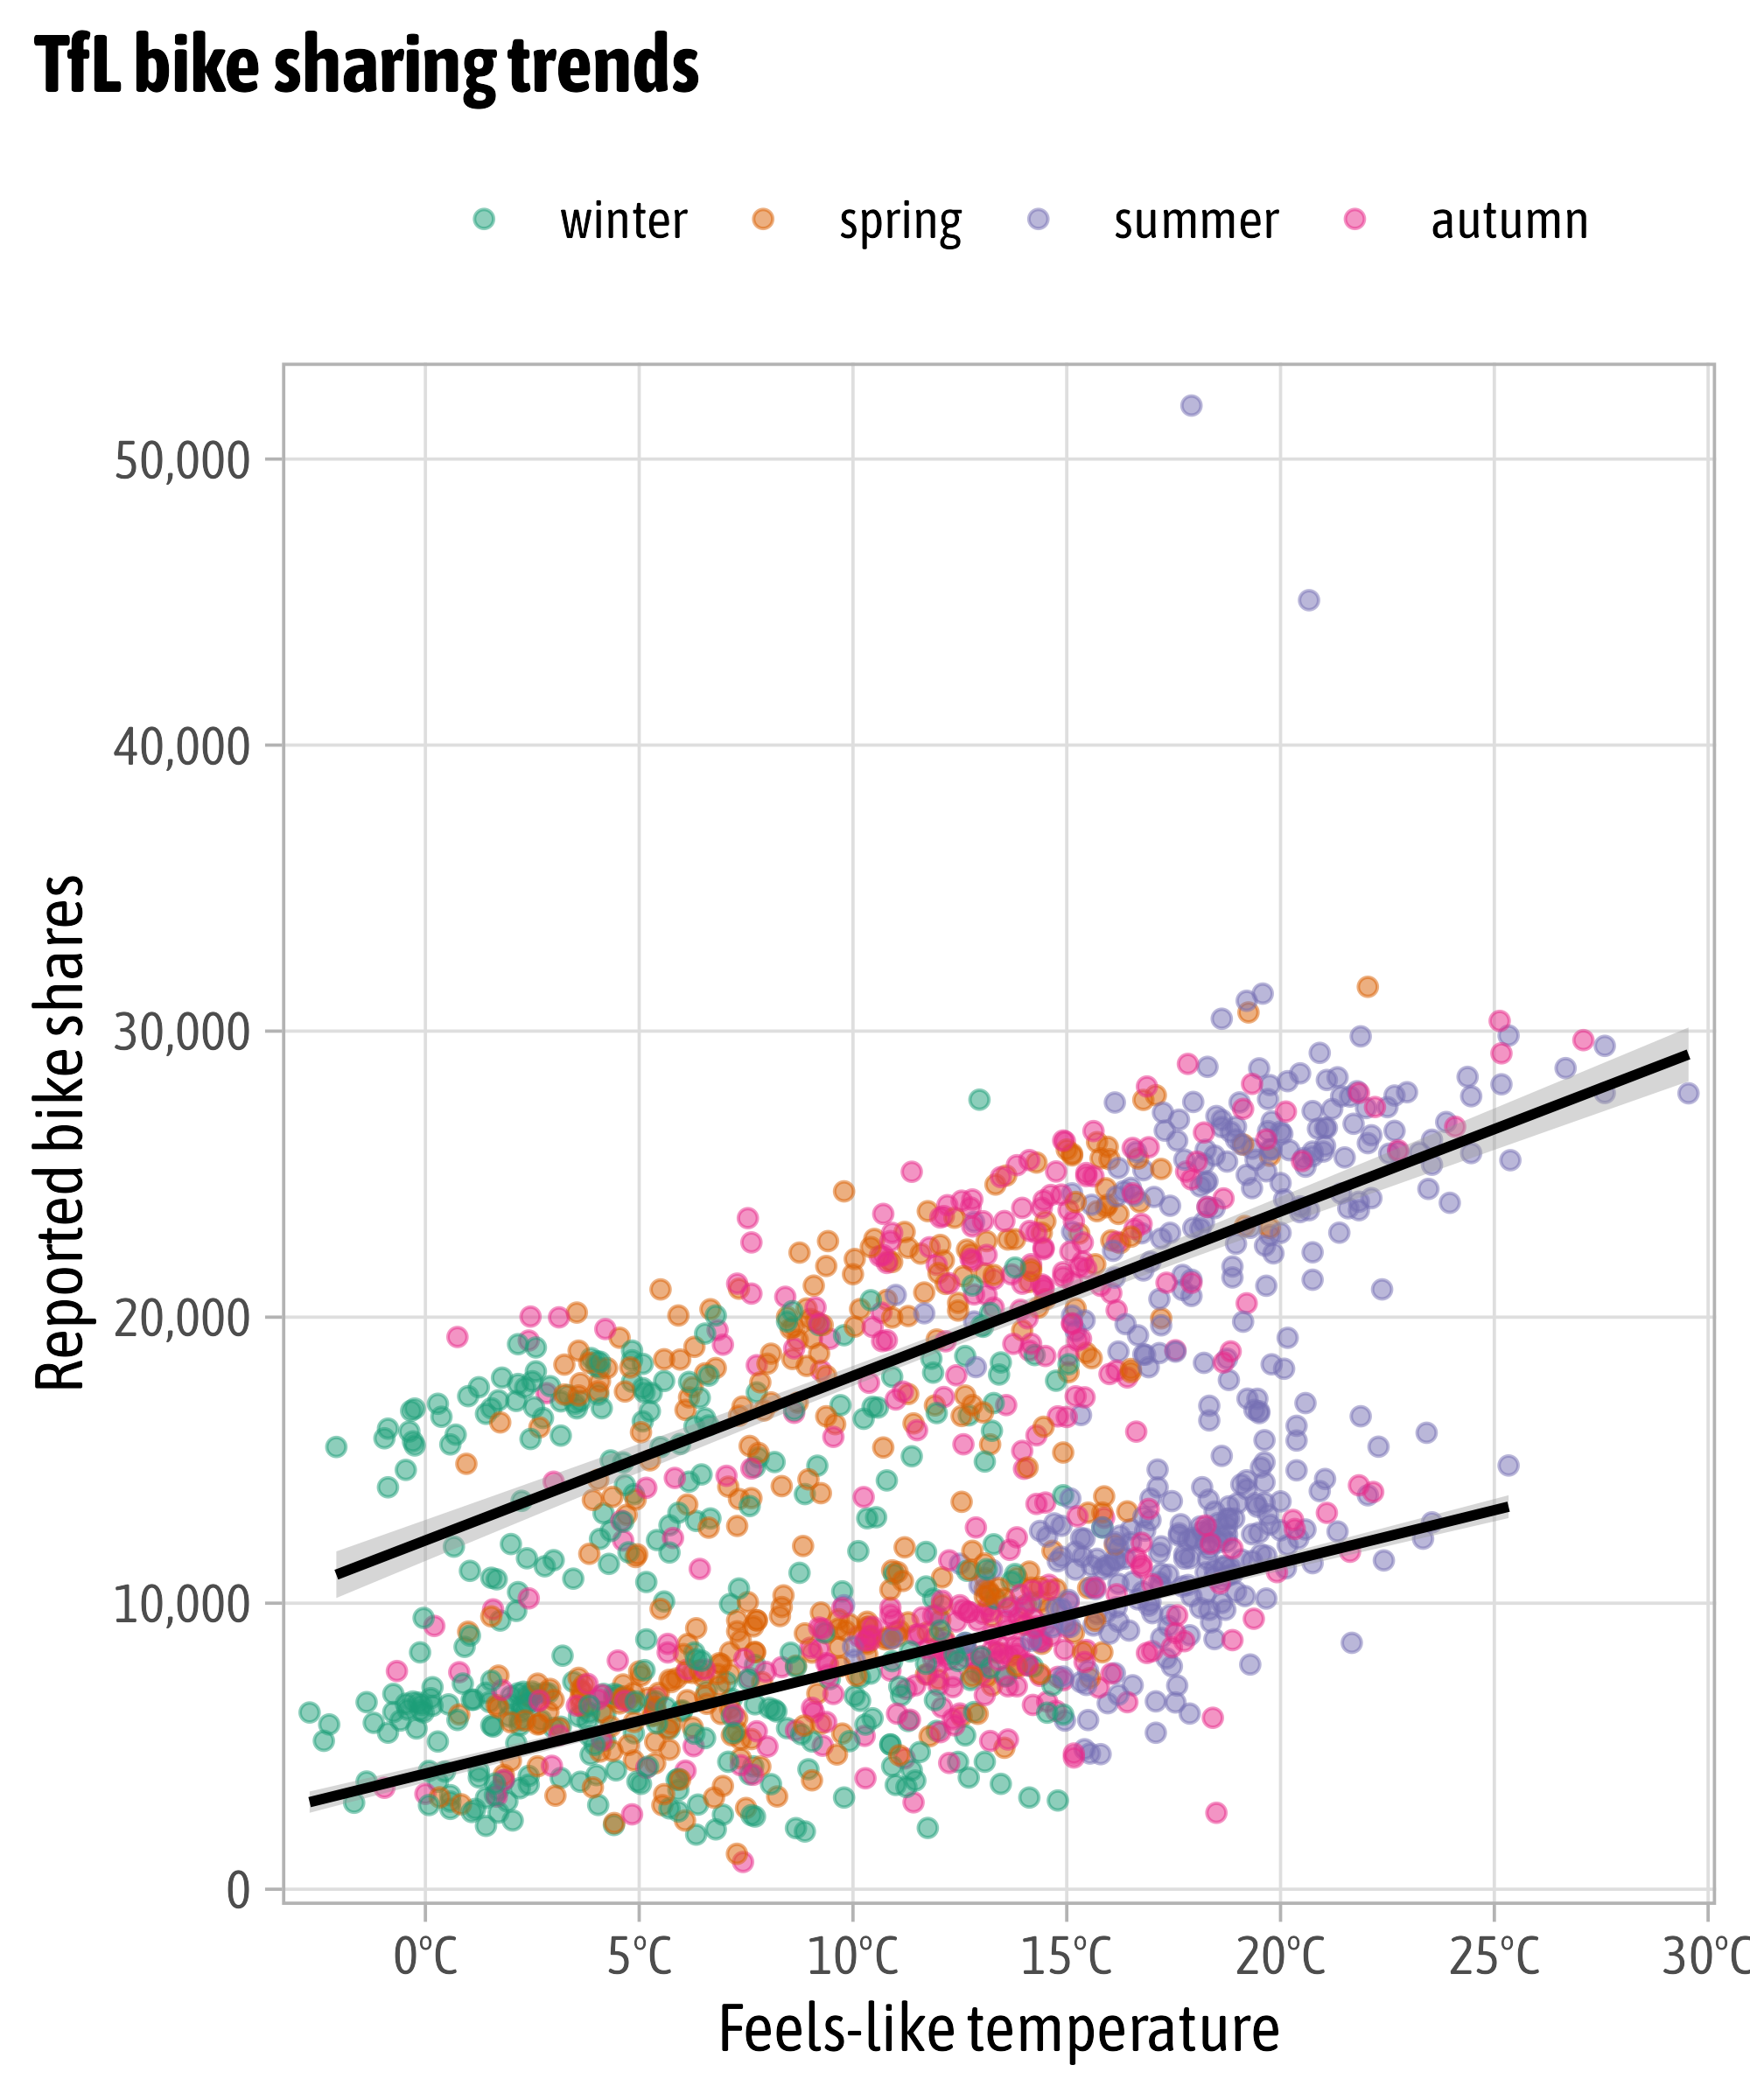 TfL bike sharing trends
winter spring summer autumn
50,000
40,000
30,000
20,000
10,000
0
Reported bike shares
0°C 5°C 10°C 15°C 20°C 25°C 30°C
Feels-like temperature